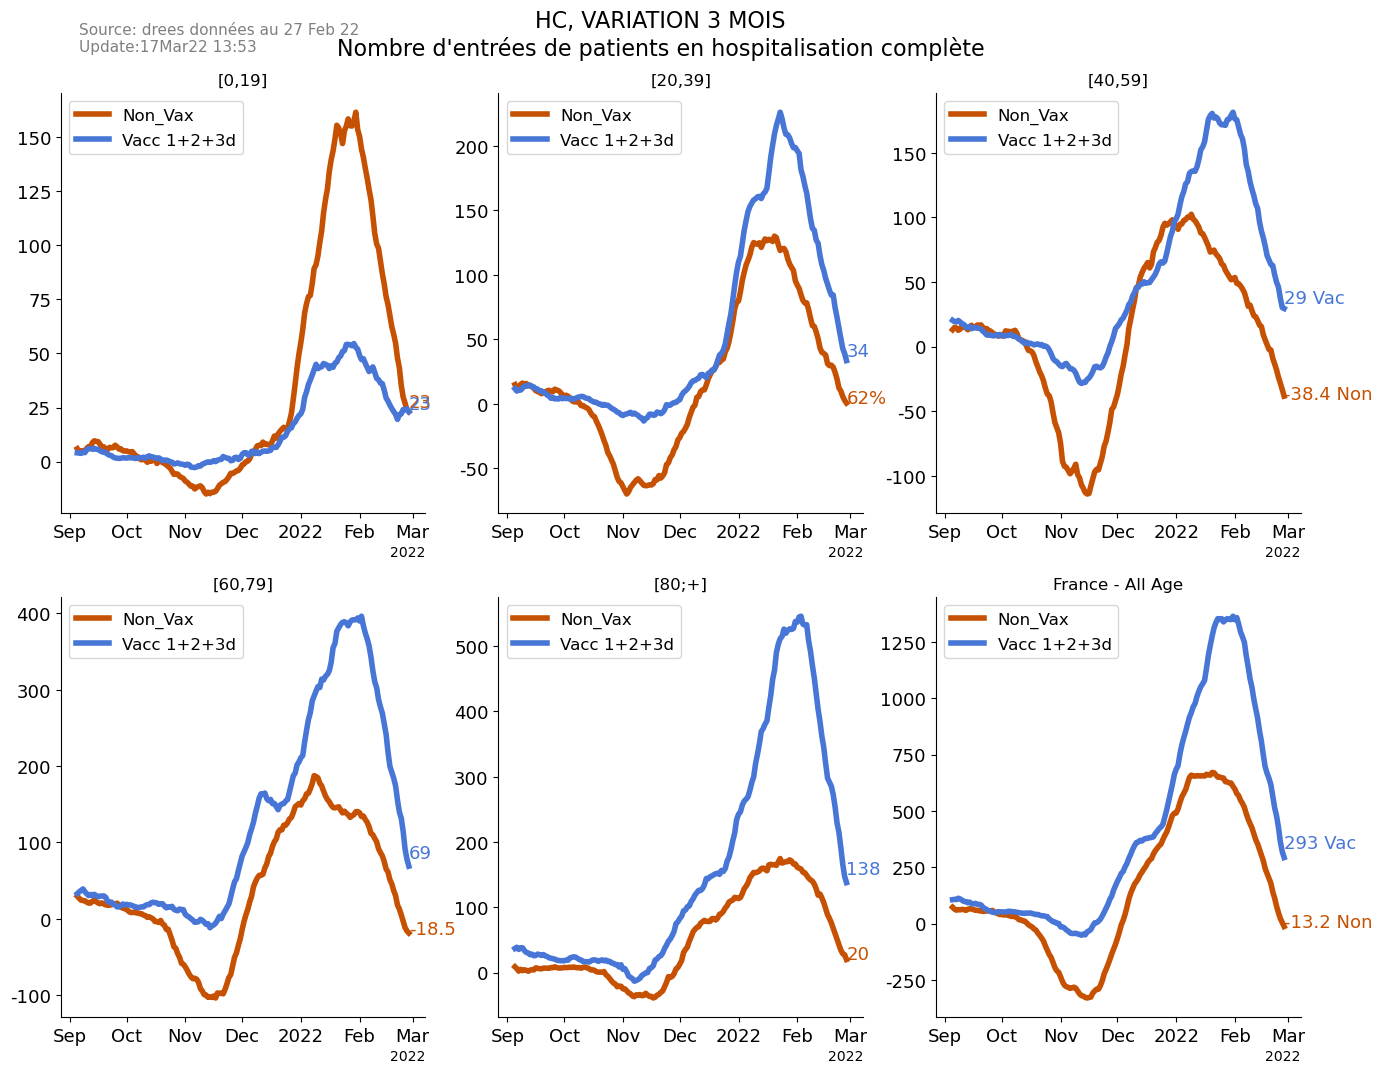 Source: drees données au 27 Feb 22
Update:17Mar22 13:53
HC, VARIATION 3 MOIS
Nombre d'entrées de patients en hospitalisation complète
[0,19]
Non_Vax
Vacc 1+2+3d
150
125
100
75
50
25
0
23
23
Sep Oct Nov Dec 2022 Feb Mar
2022
[20,39]
Non_Vax
Vacc 1+2+3d
200
150
100
50
0
-50
34
62%
Sep Oct Nov Dec 2022 Feb Mar
2022
[40,59]
Non_Vax
Vacc 1+2+3d
150
100
50
0
-50
-100
29 Vac
-38.4 Non
Sep Oct Nov Dec 2022 Feb Mar
2022
[60,79]
Non_Vax
Vacc 1+2+3d
400
300
200
100
0
-100
69
-18.5
Sep Oct Nov Dec 2022 Feb Mar
2022
[80;+]
Non_Vax
Vacc 1+2+3d
500
400
300
200
100
0
138
20
Sep Oct Nov Dec 2022 Feb Mar
2022
France - All Age
Non_Vax
Vacc 1+2+3d
1250
1000
750
500
250
0
-250
293 Vac
-13.2 Non
Sep Oct Nov Dec 2022 Feb Mar
2022